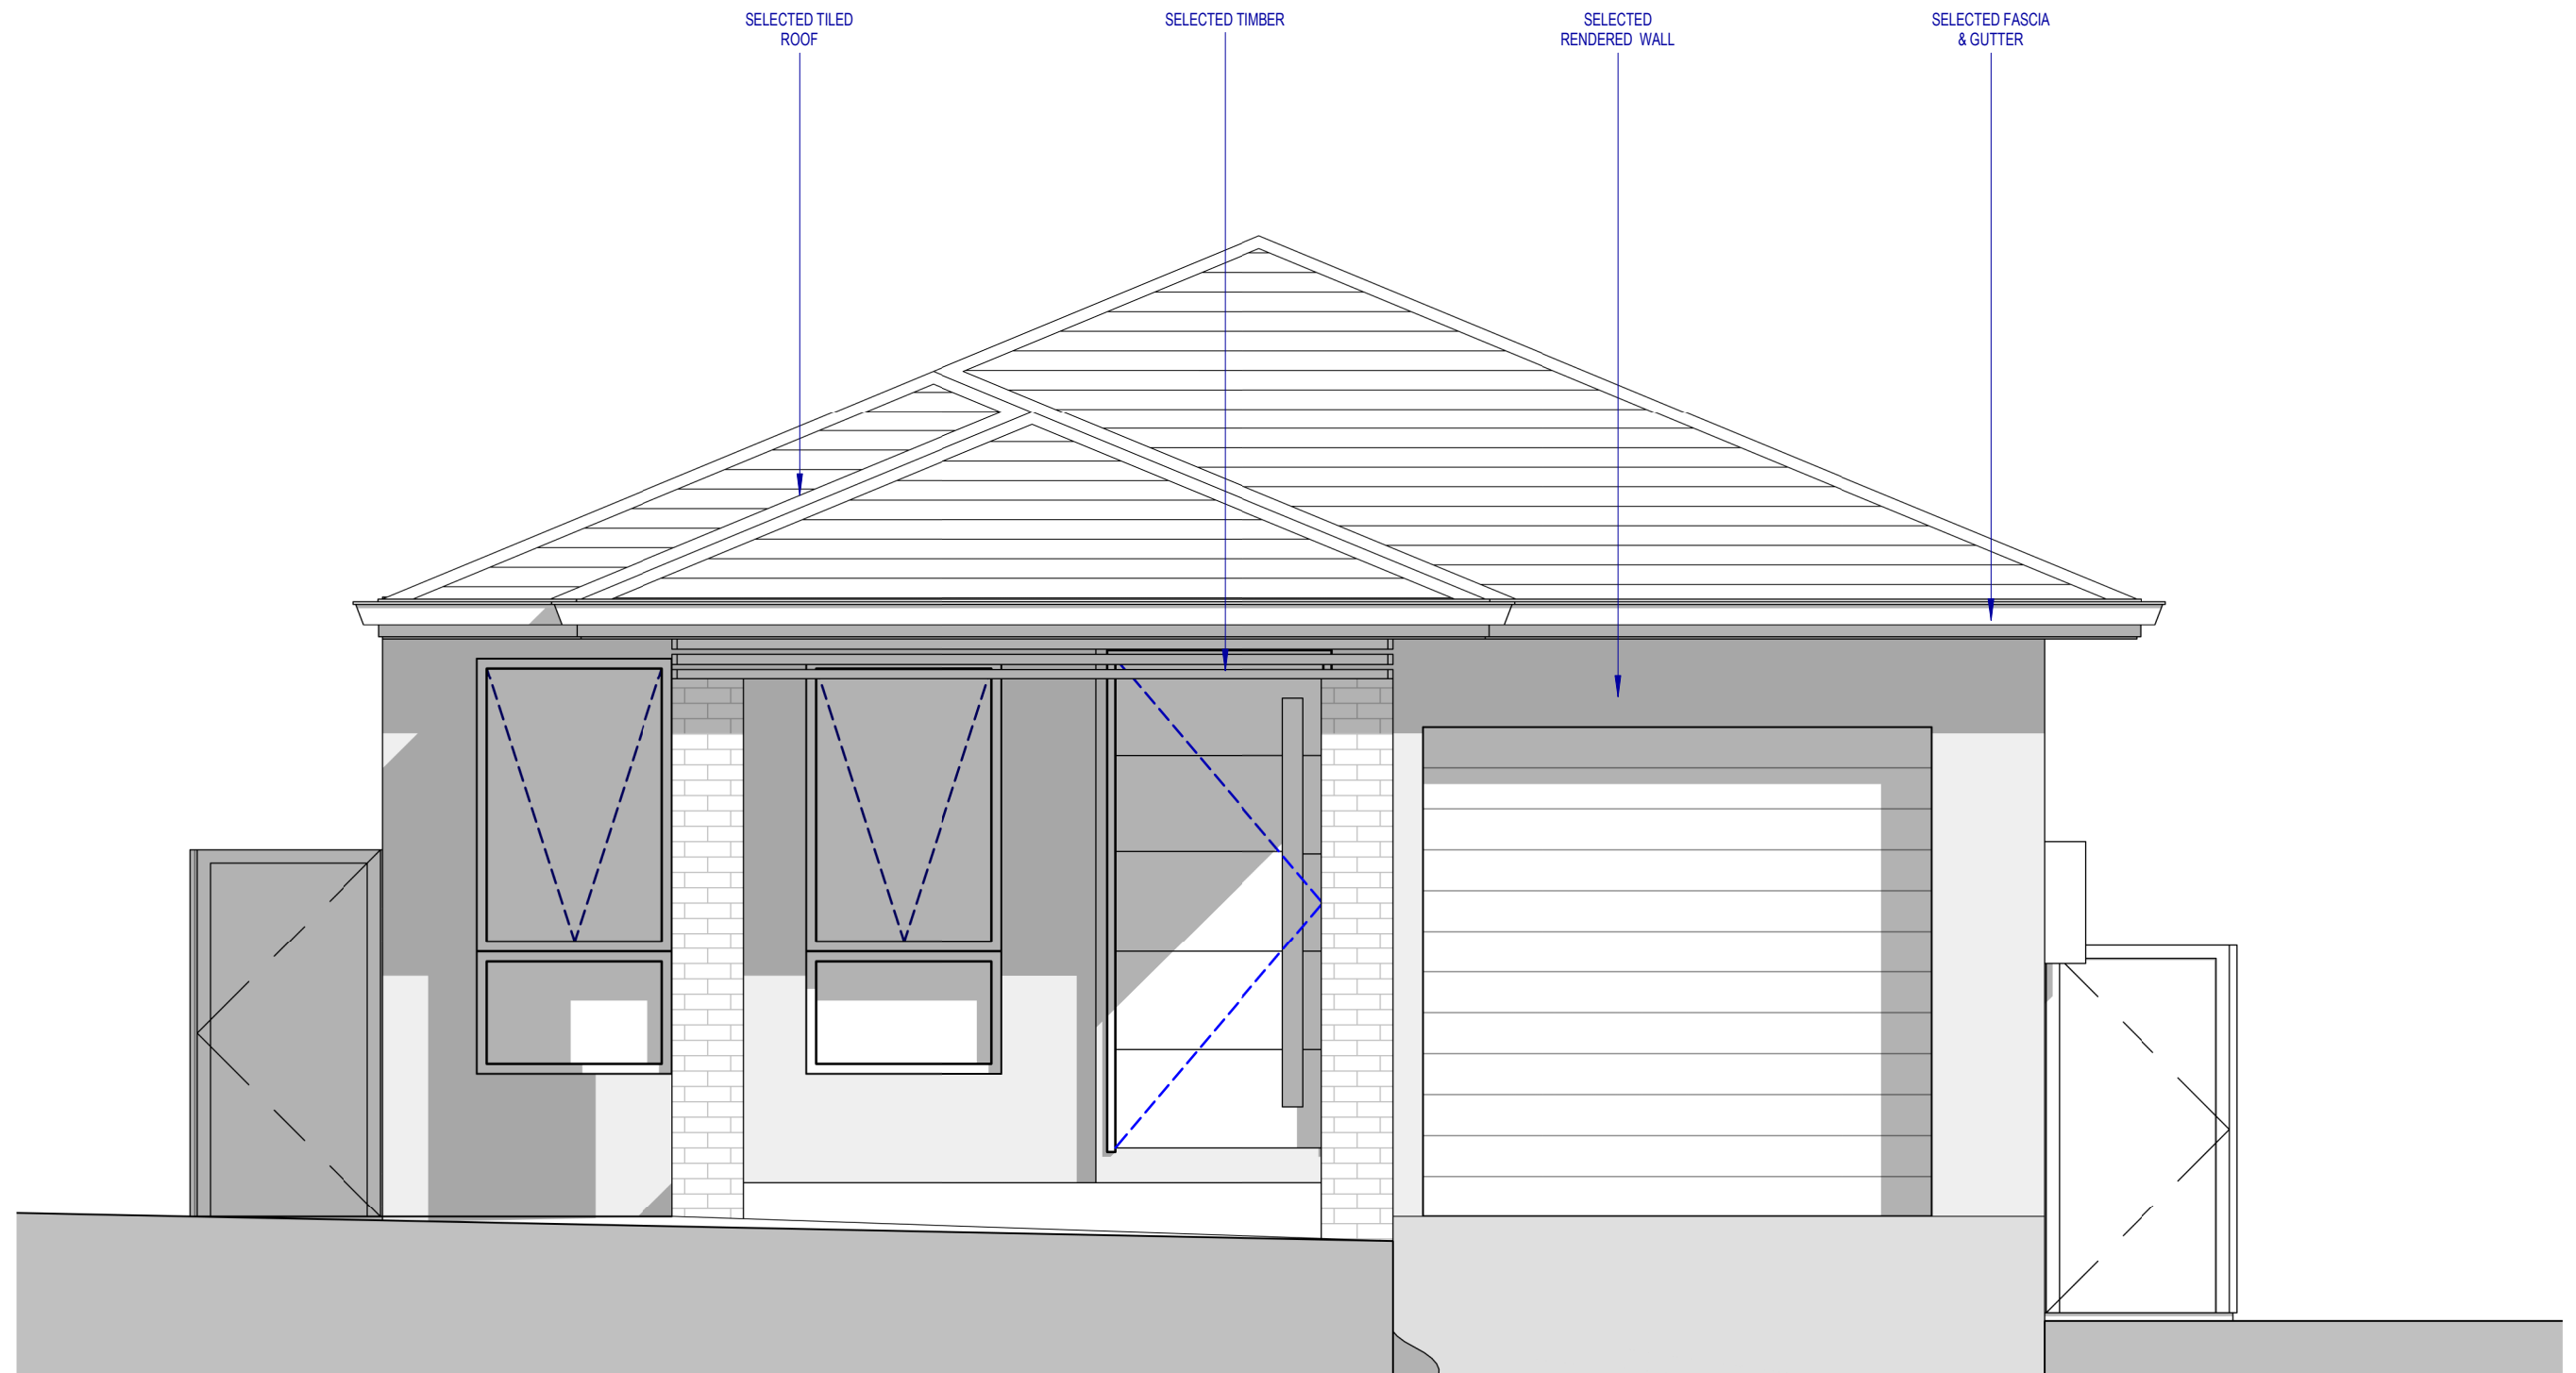 SELECTED TILED
ROOF
SELECTED TIMBER
SELECTED
RENDERED WALL
SELECTED FASCIA
& GUTTER